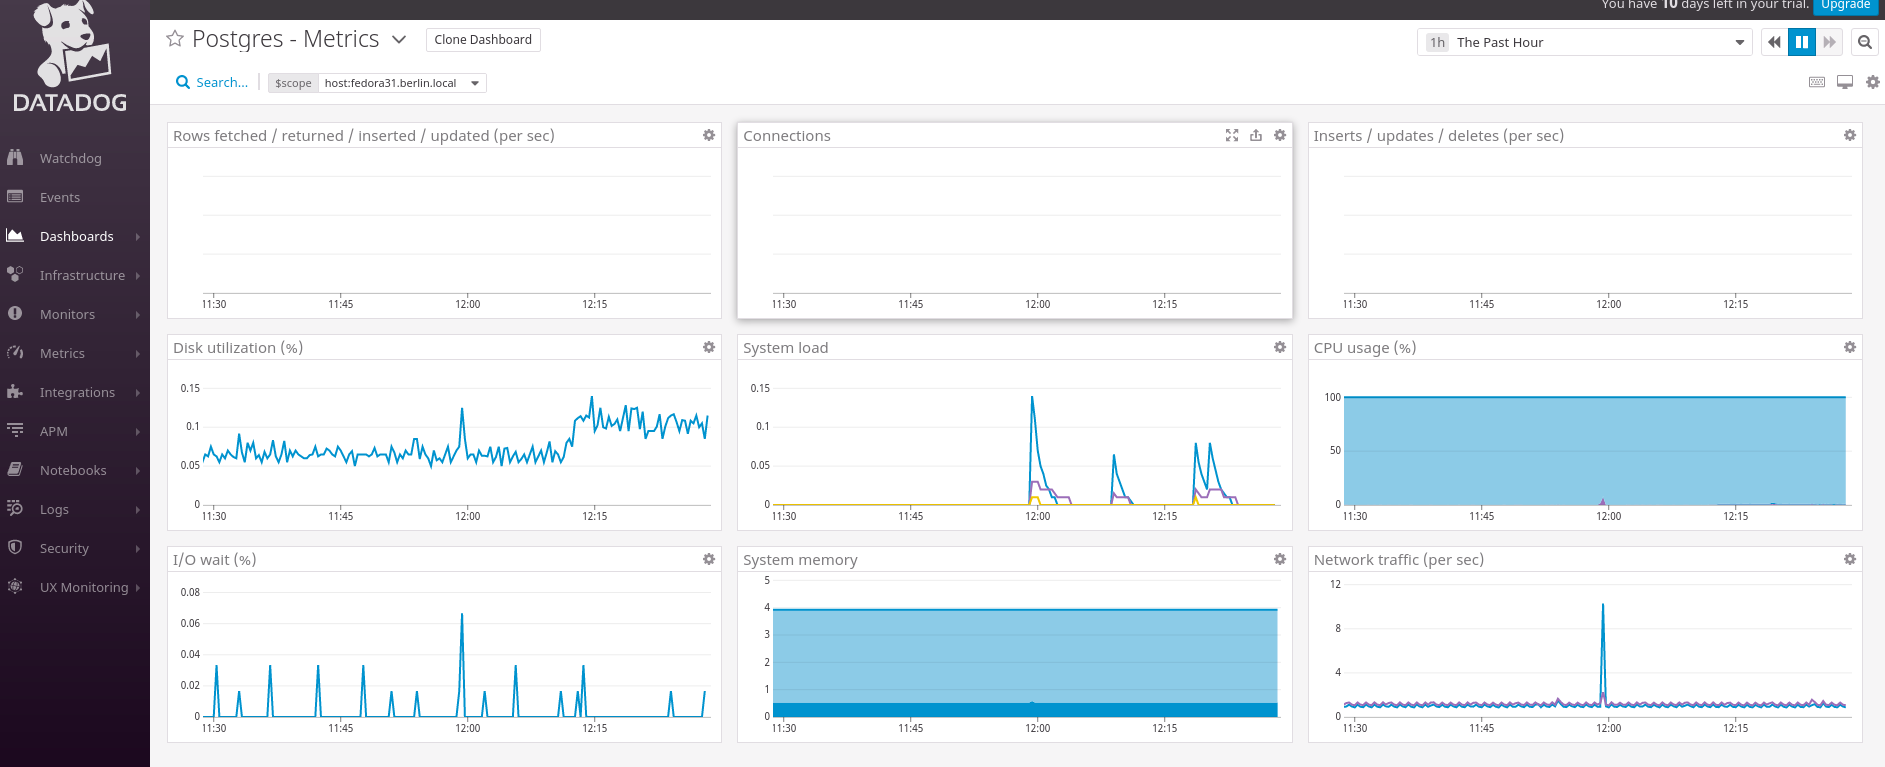 You have 10 days left in your trial. Upgrade
DATADOG
Watchdog
Events
Dashboards
Infrastructure
Monitors
Metrics
Integrations
APM
Notebooks
Logs
Security
UX Monitoring
Postgres - Metrics
Clone Dashboard
1h The Past Hour
Search...
$scope host:fedora31.berlin.local
Rows fetched / returned / inserted / updated (per sec)
11:30 11:45 12:00 12:15
Connections
11:30 11:45 12:00 12:15
Inserts / updates / deletes (per sec)
11:30 11:45 12:00 12:15
Disk utilization (%)
0.15
0.1
0.05
0
11:30 11:45 12:00 12:15
System load
0.15
0.1
0.05
0
11:30 11:45 12:00 12:15
CPU usage (%)
100
50
0
11:30 11:45 12:00 12:15
I/O wait (%)
0.08
0.06
0.04
0.02
0
11:30 11:45 12:00 12:15
System memory
5
4
3
2
1
0
11:30 11:45 12:00 12:15
Network traffic (per sec)
12
8
4
0
11:30 11:45 12:00 12:15